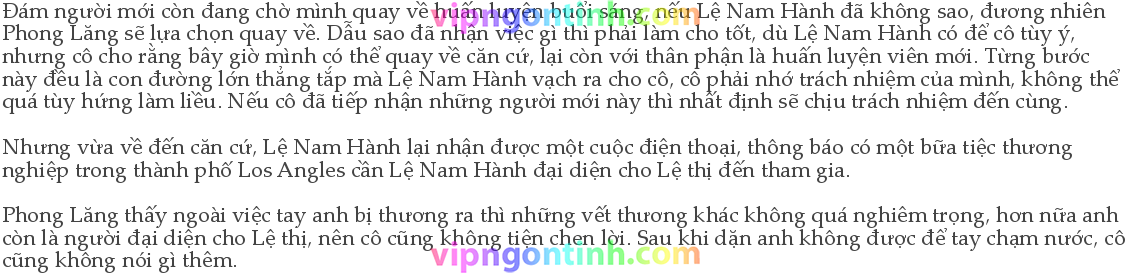 Đám người mới còn đang chờ mình quay về huấn luyện buổi sáng, nếu Lệ Nam Hành đã không sao, đương nhiên
vipngontinh.com
Phong Lăng sẽ lựa chọn quay về. Dẫu sao đã nhận việc gì thì phải làm cho tốt, dù Lệ Nam Hành có để cô tùy ý,
nhưng cô cho rằng bây giờ mình có thể quay về căn cứ, lại còn với thân phận là huấn luyện viên mới. Từng bước
này đều là con đường lớn thẳng tắp mà Lệ Nam Hành vạch ra cho cô, cô phải nhớ trách nhiệm của mình, không thể
quá tùy hứng làm liều. Nếu cô đã tiếp nhận những người mới này thì nhất định sẽ chịu trách nhiệm đến cùng.
Nhưng vừa về đến căn cứ, Lệ Nam Hành lại nhận được một cuộc điện thoại, thông báo có một bữa tiệc thương
nghiệp trong thành phố Los Angles cần Lệ Nam Hành đại diện cho Lệ thị đến tham gia.
Phong Lăng thấy ngoài việc tay anh bị thương ra thì những vết thương khác không quá nghiêm trọng, hơn nữa anh
còn là người đại diện cho Lệ thị, nên cô cũng không tiện chen lời. Sau khi dặn anh không được để tay chạm nước, cô
vipngontinh.com
cũng không nói gì thêm.